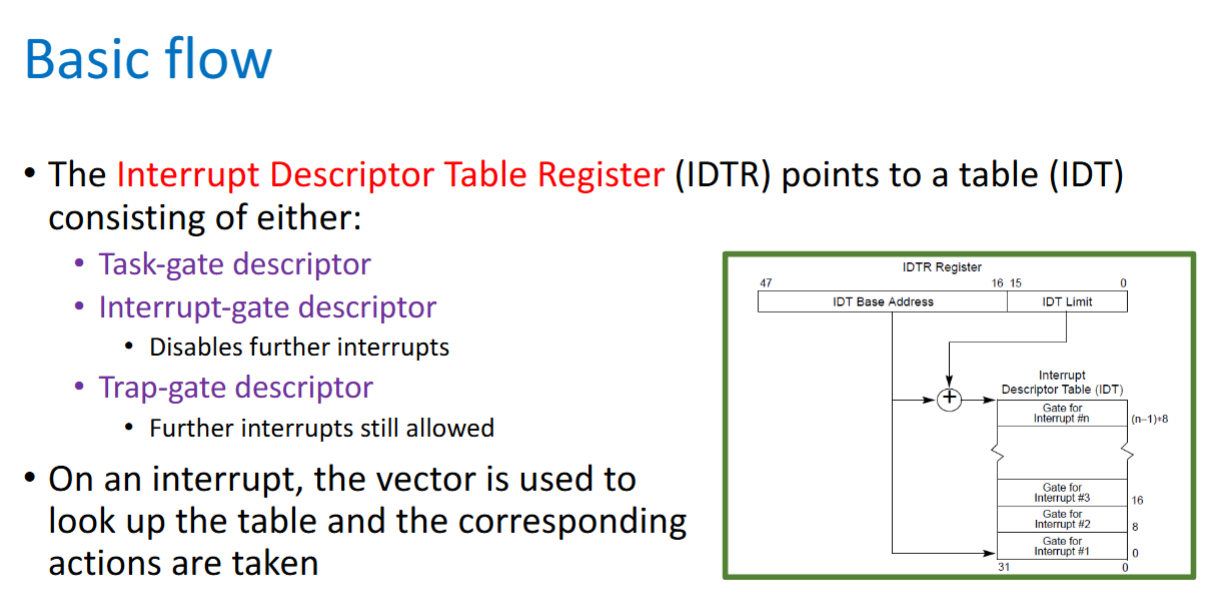 Basic flow
• The Interrupt Descriptor Table Register (IDTR) points to a table (IDT)
consisting of either:
• Task-gate descriptor
• Interrupt-gate descriptor
• Disables further interrupts
• Trap-gate descriptor
• Further interrupts still allowed
• On an interrupt, the vector is used to
look up the table and the corresponding
actions are taken
IDTR Register
47 16 15 0
IDT Base Address IDT Limit
+
Interrupt
Descriptor Table (IDT)
Gate for
Interrupt #n
(n–1)∗8
Gate for
Interrupt #3
16
Gate for
Interrupt #2
8
Gate for
Interrupt #1
0
31 0